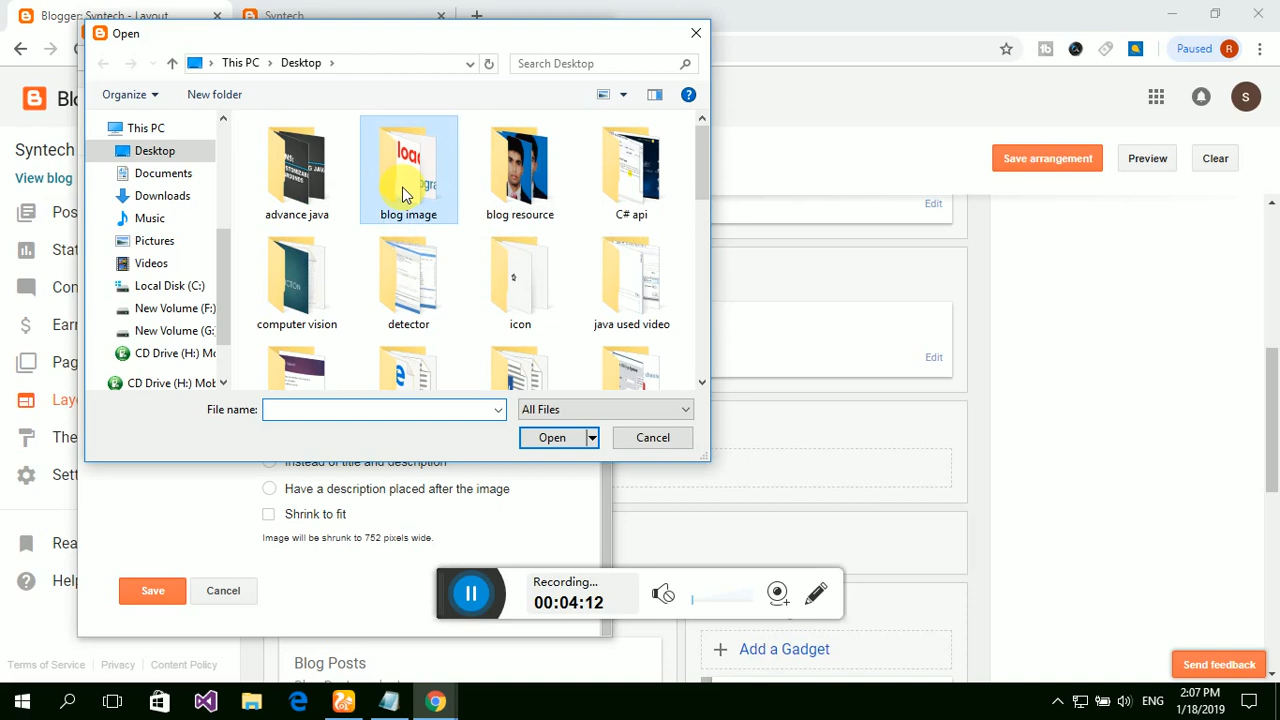 Blogger: Syntech - Layout
Syntech
Paused
R
Open
This PC
Desktop
Search Desktop
Organize
New folder
This PC
Desktop
Documents
Downloads
Music
Pictures
Videos
Local Disk (C:)
New Volume (F:)
New Volume (G:
CD Drive (H:) Mo
CD Drive (H:) Mob
advance java
blog image
blog resource
C# api
computer vision
detector
icon
java used video
File name:
All Files
Open
Cancel
Syntech
View blog
S
Save arrangement
Preview
Clear
Edit
Edit
Instead of title and description
Have a description placed after the image
Shrink to fit
Image will be shrunk to 752 pixels wide.
Save
Cancel
Recording...
00:04:12
Blog Posts
Add a Gadget
Send feedback
Terms of Service
Privacy
Content Policy
ENG
2:07 PM
1/18/2019